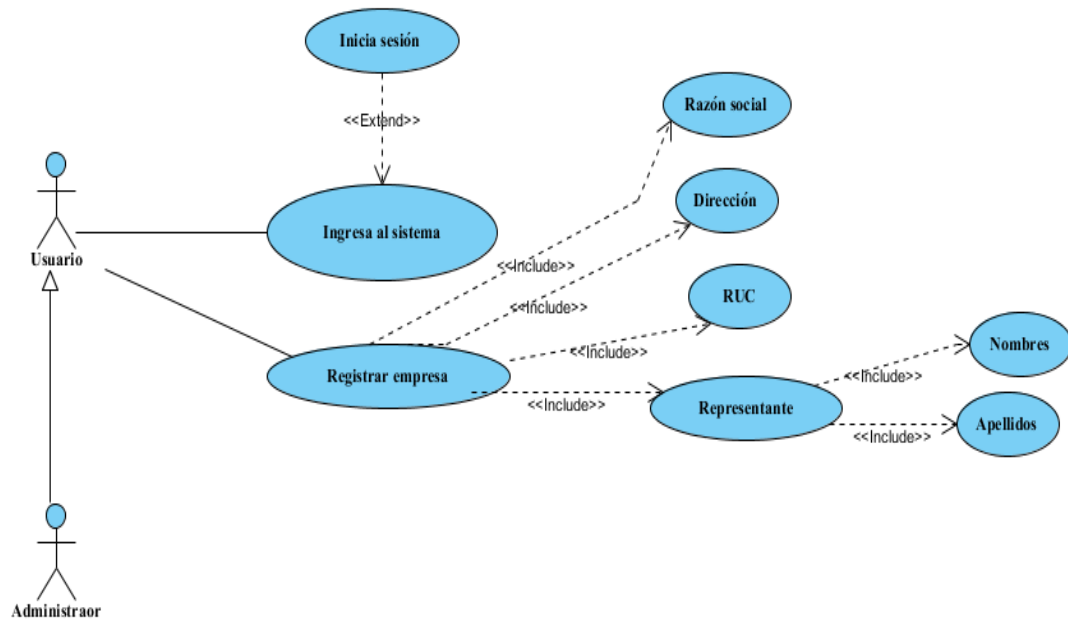 Inicia sesión
<<Extend>>
Razón social
Dirección
Ingresa al sistema
Usuario
<<Include>>
<<Include>>
RUC
<<Include>>
Nombres
Registrar empresa
<<Include>>
<<Include>>
Representante
Apellidos
<<Include>>
Administraor